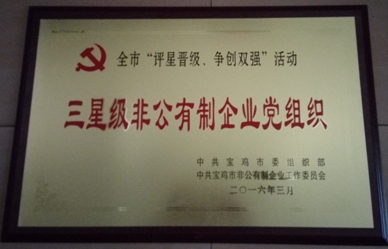 全市“评星晋级、争创双强”活动
三星级非公有制企业党组织
中共宝鸡市委组织部
中共宝鸡市非公有制企业工作委员会
二〇一六年三月